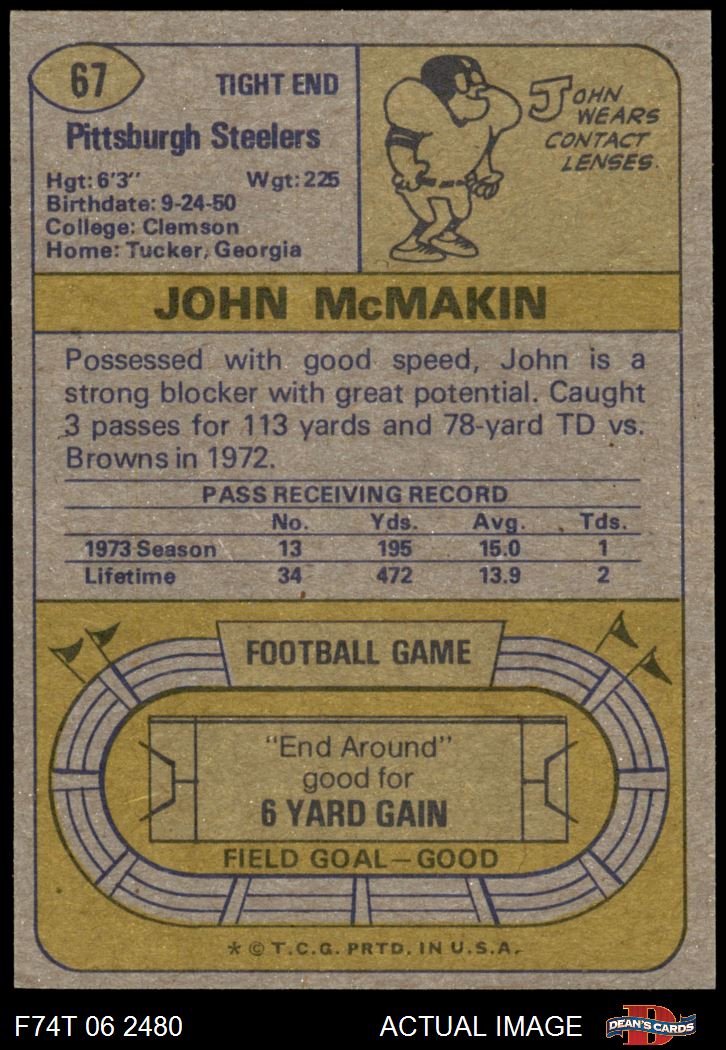 67
TIGHT END
Pittsburgh Steelers
Hgt: 6'3" Wgt: 225
Birthdate: 9-24-50
College: Clemson
Home: Tucker, Georgia
JOHN
WEARS
CONTACT
LENSES.
JOHN McMAKIN
Possessed with good speed, John is a
strong blocker with great potential. Caught
3 passes for 113 yards and 78-yard TD vs.
Browns in 1972.
PASS RECEIVING RECORD
No. Yds. Avg. Tds.
1973 Season 13 195 15.0 1
Lifetime 34 472 13.9 2
FOOTBALL GAME
"End Around"
good for
6 YARD GAIN
FIELD GOAL—GOOD
* © T.C.G. PRTD. IN U.S.A.
F74T 06 2480 ACTUAL IMAGE D DEAN'S CARDS